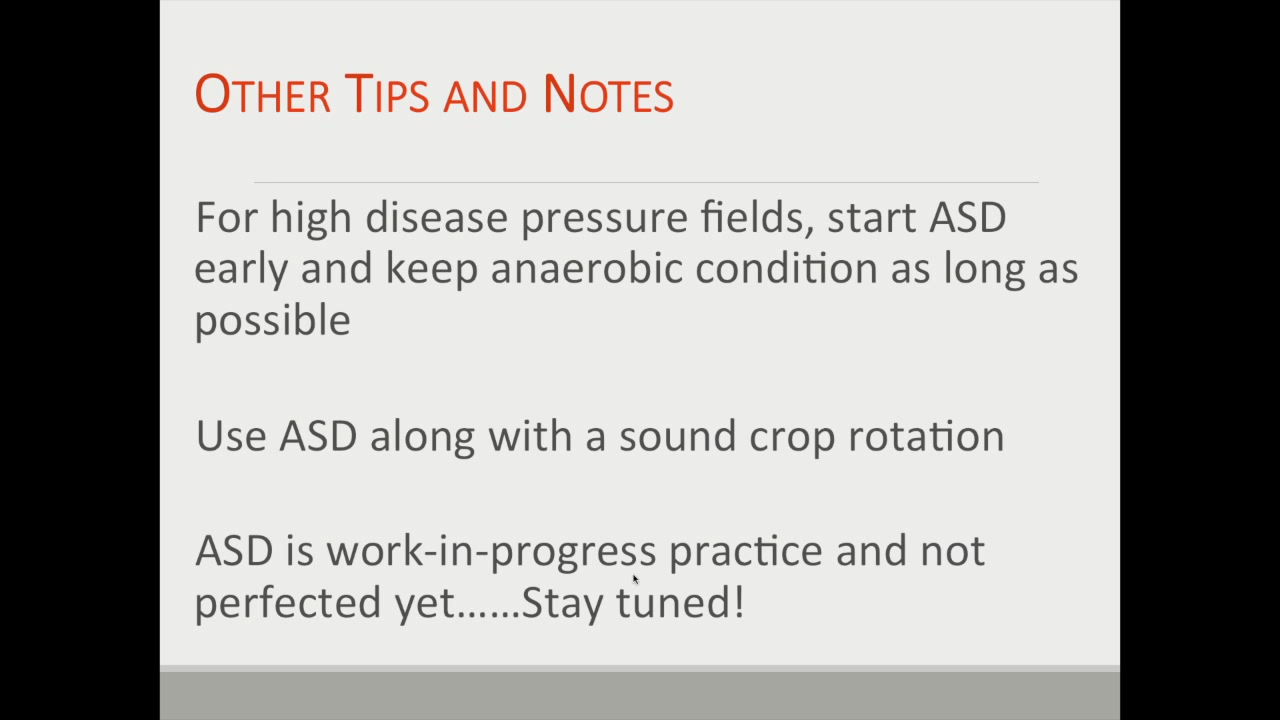 Other Tips and Notes
For high disease pressure fields, start ASD
early and keep anaerobic condition as long as
possible
Use ASD along with a sound crop rotation
ASD is work-in-progress practice and not
perfected yet……Stay tuned!